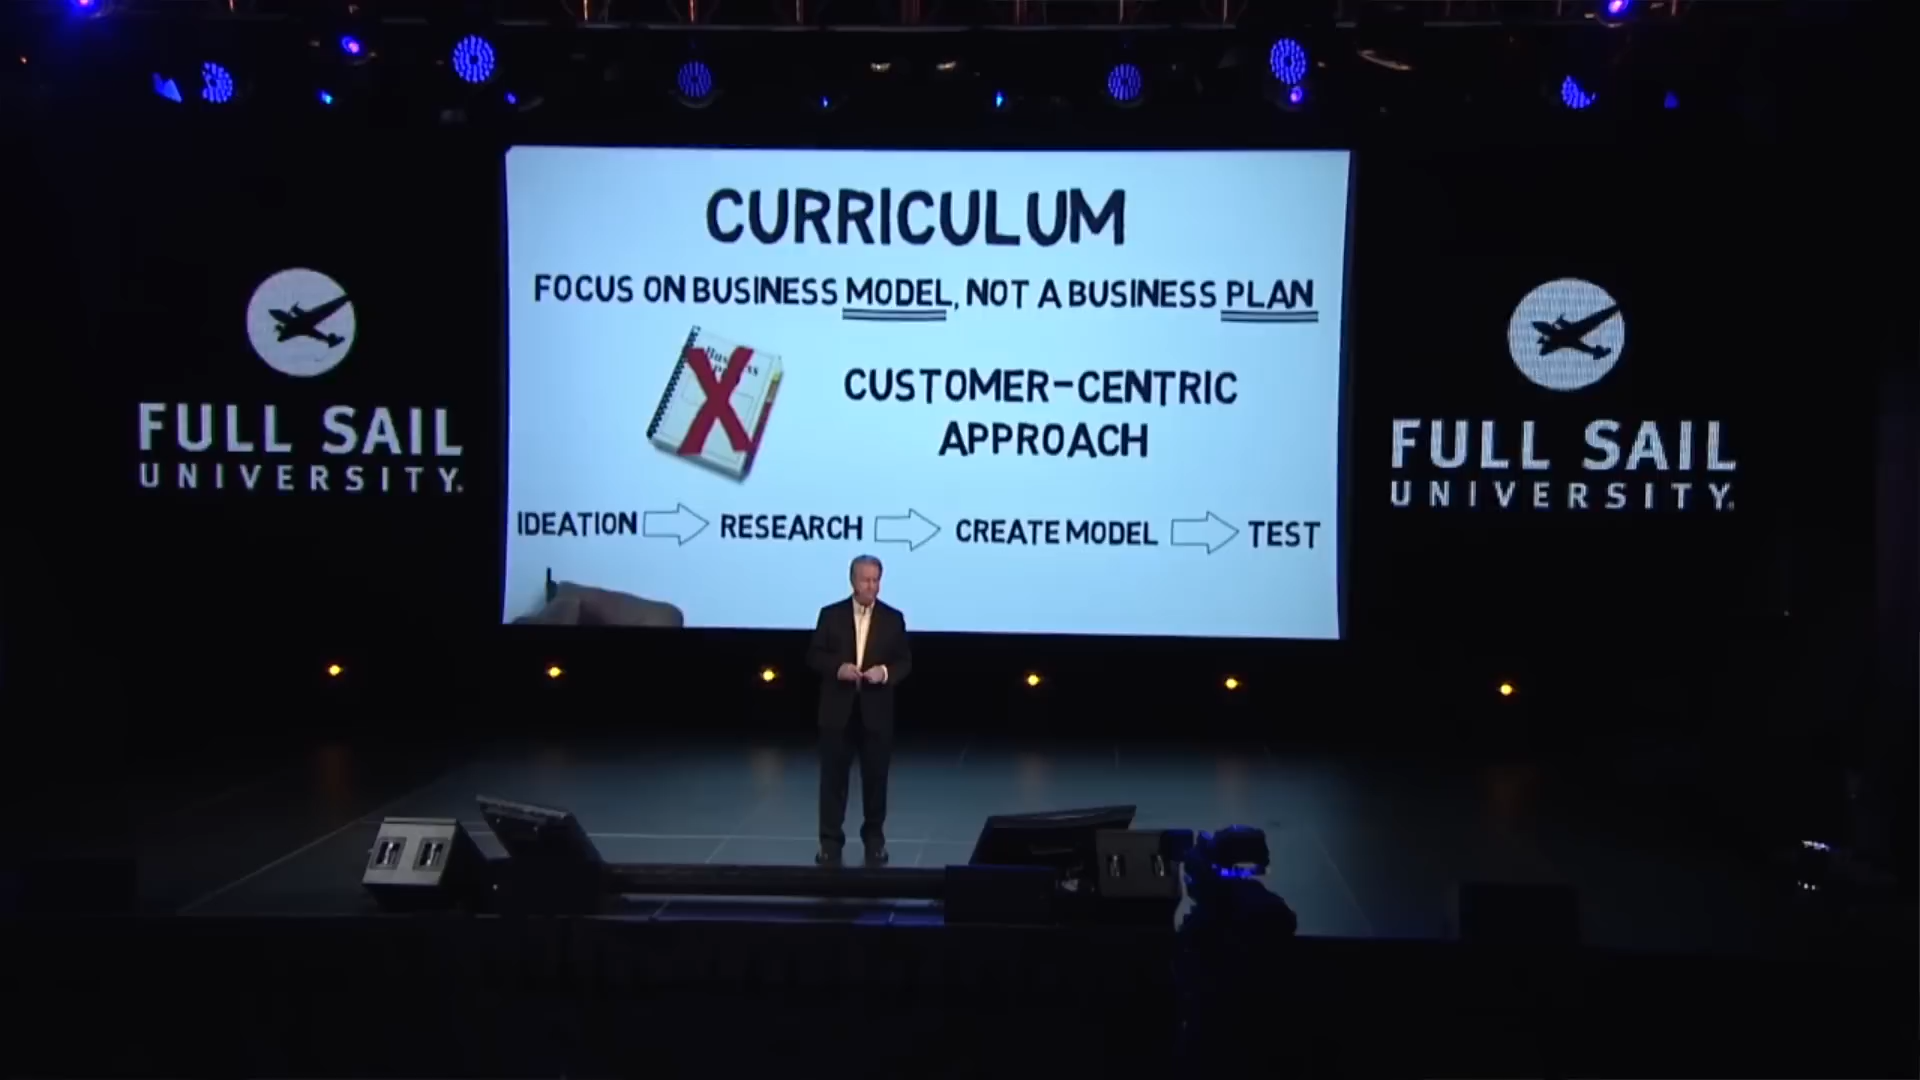 CURRICULUM
FOCUS ON BUSINESS MODEL, NOT A BUSINESS PLAN
CUSTOMER-CENTRIC
APPROACH
IDEATION RESEARCH CREATE MODEL TEST
FULL SAIL
UNIVERSITY.
FULL SAIL
UNIVERSITY.